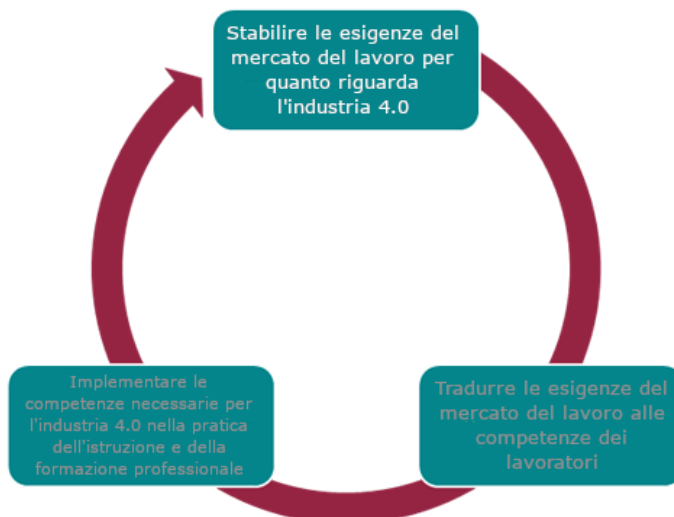 Stabilire le esigenze del
mercato del lavoro per
quanto riguarda
l'industria 4.0
Implementare le
competenze necessarie per
l'industria 4.0 nella pratica
dell'istruzione e della
formazione professionale
Tradurre le esigenze del
mercato del lavoro alle
competenze dei
lavoratori